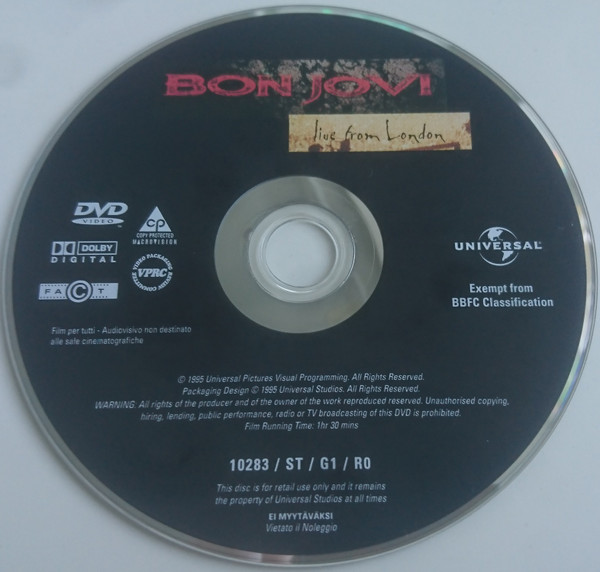 BON JOVI
live from London
DVD
VIDEO
CP
COPY PROTECTED
MACROVISION
DOLBY
DIGITAL
VIDEO PACKAGING
VPRC
REVIEW COMMITTEE
FACT
UNIVERSAL
Exempt from
BBFC Classification
Film per tutti - Audiovisivo non destinato
alle sale cinematografiche
© 1995 Universal Pictures Visual Programming. All Rights Reserved.
Packaging Design © 1995 Universal Studios. All Rights Reserved.
WARNING. All rights of the producer and of the owner of the work reproduced reserved. Unauthorised copying,
hiring, lending, public performance, radio or TV broadcasting of this DVD is prohibited.
Film Running Time: 1hr 30 mins
10283 / ST / G1 / R0
This disc is for retail use only and it remains
the property of Universal Studios at all times
EI MYYTÄVÄKSI
Vietato il Noleggio